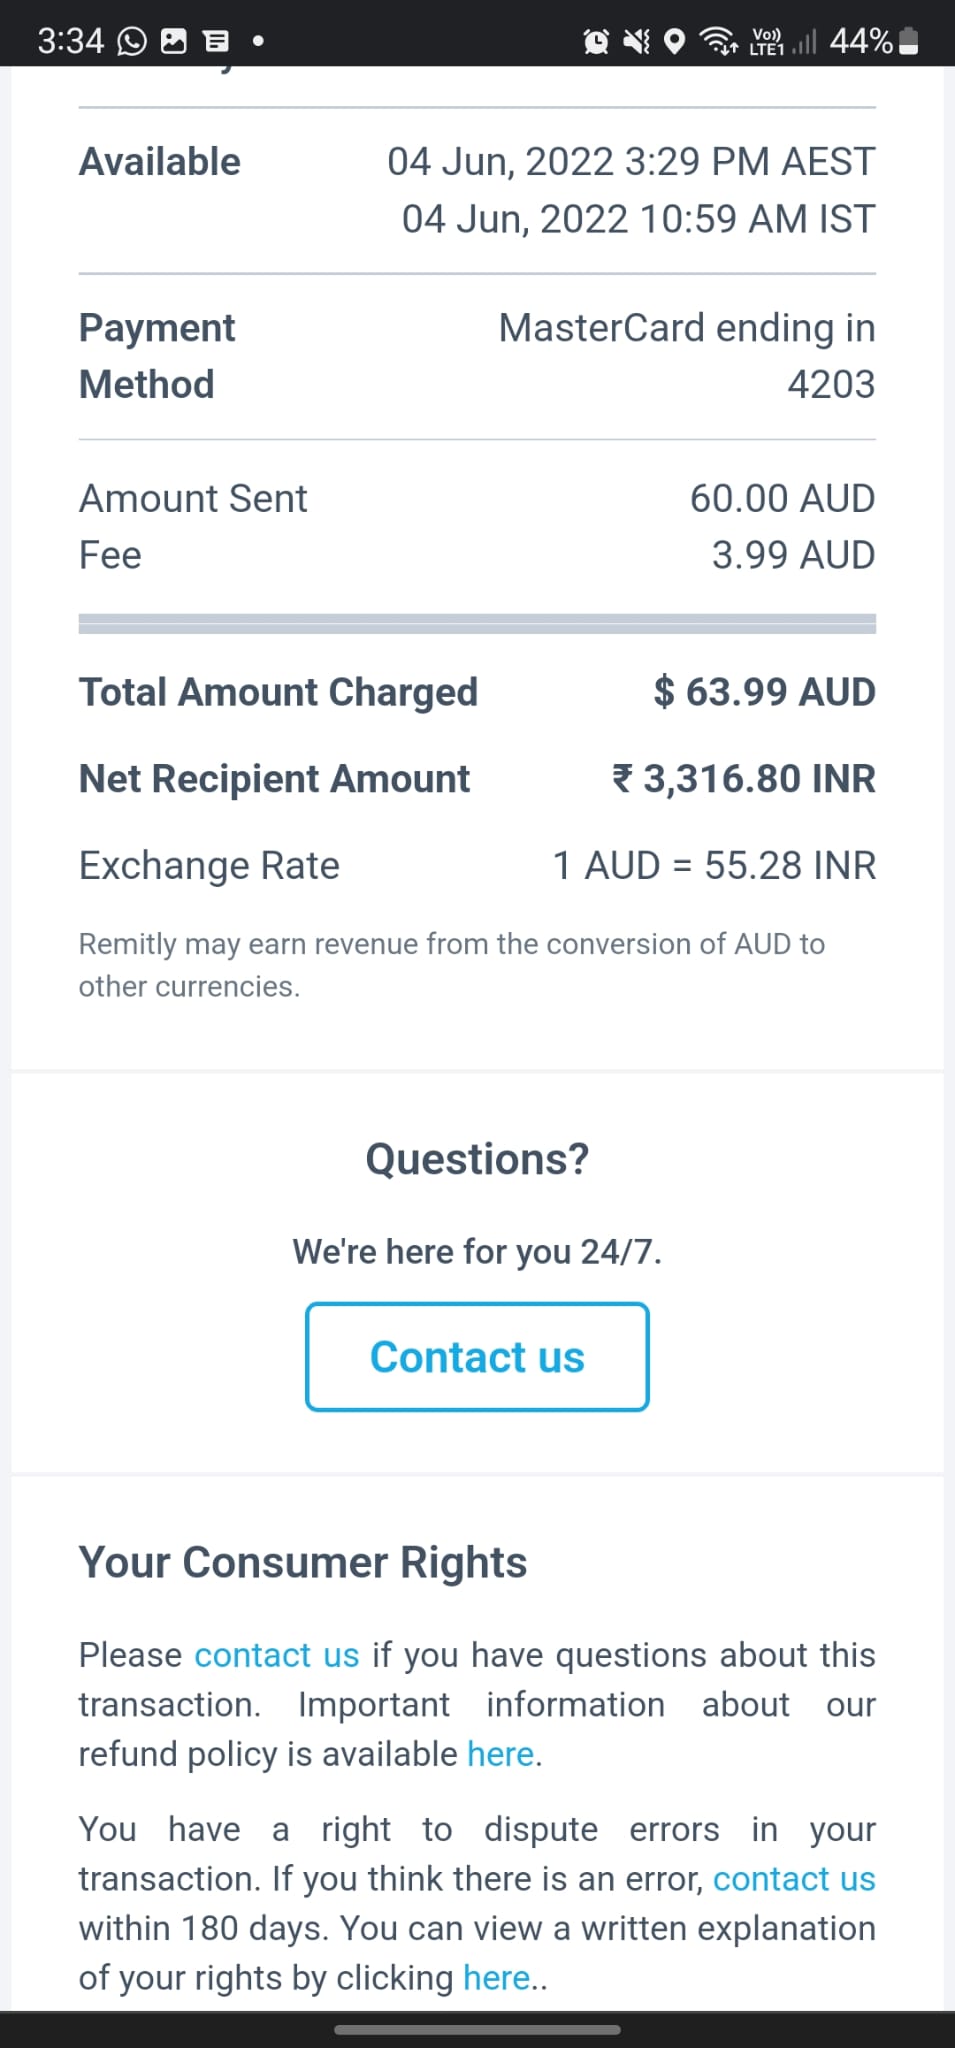 3:34
Vo))
LTE1
44%
Available 04 Jun, 2022 3:29 PM AEST
04 Jun, 2022 10:59 AM IST
Payment Method MasterCard ending in 4203
Amount Sent 60.00 AUD
Fee 3.99 AUD
Total Amount Charged $ 63.99 AUD
Net Recipient Amount ₹ 3,316.80 INR
Exchange Rate 1 AUD = 55.28 INR
Remitly may earn revenue from the conversion of AUD to
other currencies.
Questions?
We're here for you 24/7.
Contact us
Your Consumer Rights
Please contact us if you have questions about this
transaction. Important information about our
refund policy is available here.
You have a right to dispute errors in your
transaction. If you think there is an error, contact us
within 180 days. You can view a written explanation
of your rights by clicking here..